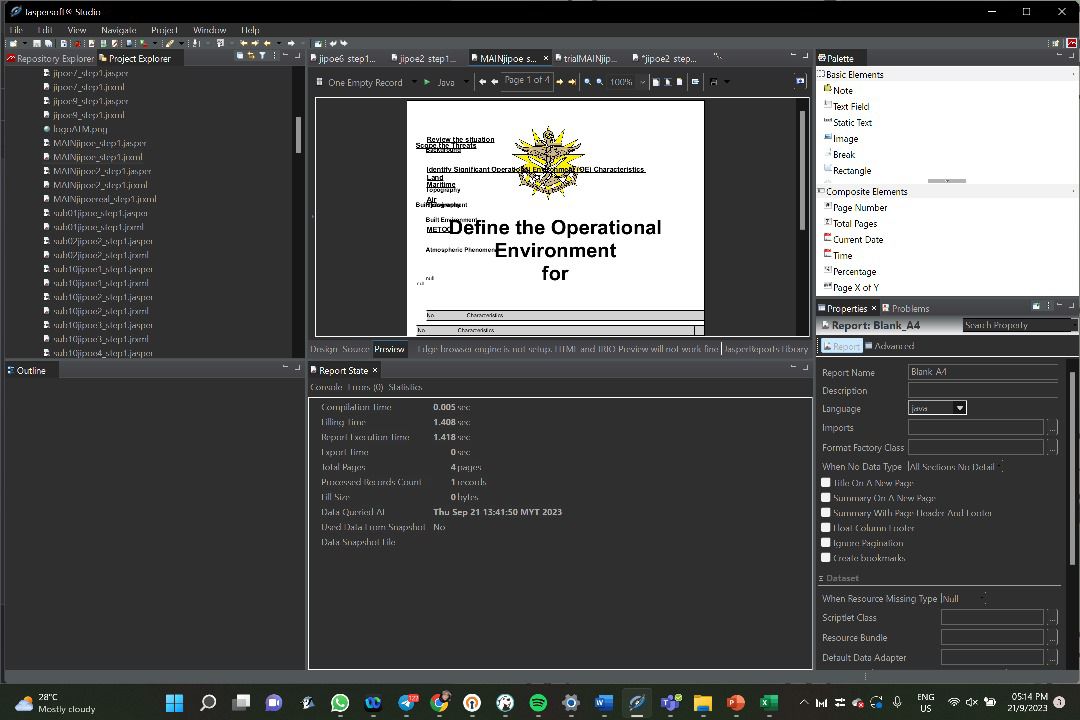 Jaspersoft® Studio
File Edit View Navigate Project Window Help
Repository Explorer Project Explorer
jipoe7_step1.jasper
jipoe7_step1.jrxml
jipoe9_step1.jasper
jipoe9_step1.jrxml
logoATM.png
MAINjipoe_step1.jasper
MAINjipoe_step1.jrxml
MAINjipoe2_step1.jasper
MAINjipoe2_step1.jrxml
MAINjipoereal_step1.jrxml
sub01jipoe_step1.jasper
sub01jipoe_step1.jrxml
sub02jipoe2_step1.jasper
sub02jipoe2_step1.jrxml
sub10jipoe1_step1.jasper
sub10jipoe1_step1.jrxml
sub10jipoe2_step1.jasper
sub10jipoe2_step1.jrxml
sub10jipoe3_step1.jasper
sub10jipoe3_step1.jrxml
sub10jipoe4_step1.jasper
Outline
jipoe6_step1... jipoe2_step1... MAINjipoe_s... trialMAINjip... *jipoe2_step...
One Empty Record Java Page 1 of 4 100%
Review the situation
Scope the Threats
Identify Significant Operational Environment (OE) Characteristics
Land
Maritime
Topography
Air
Built Environment
METOC
Atmospheric Phenomen
Define the Operational
Environment
for
null
null
No Characteristics
No Characteristics
Design Source Preview Edge browser engine is not setup. HTML and JRIO Preview will not work fine JasperReports Library
Report State
Console Errors (0) Statistics
Compilation Time 0.005 sec
Filling Time 1.408 sec
Report Execution Time 1.418 sec
Export Time 0 sec
Total Pages 4 pages
Processed Records Count 1 records
Fill Size 0 bytes
Data Queried At Thu Sep 21 13:41:50 MYT 2023
Used Data From Snapshot No
Data Snapshot File
Palette
Basic Elements
Note
Text Field
Static Text
Image
Break
Rectangle
Composite Elements
Page Number
Total Pages
Current Date
Time
Percentage
Page X of Y
Properties Problems
Report: Blank_A4 Search Property
Report Advanced
Report Name Blank_A4
Description
Language java
Imports ...
Format Factory Class ...
When No Data Type All Sections No Detail
Title On A New Page
Summary On A New Page
Summary With Page Header And Footer
Float Column Footer
Ignore Pagination
Create bookmarks
Dataset
When Resource Missing Type Null
Scriptlet Class ...
Resource Bundle ...
Default Data Adapter ...
28°C
Mostly cloudy
ENG
US
05:14 PM
21/9/2023